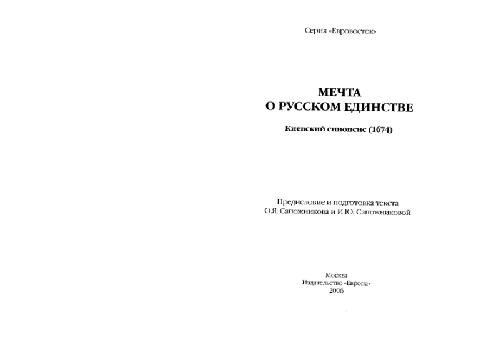 Серия «Евровосток»
МЕЧТА
О РУССКОМ ЕДИНСТВЕ
Киевский синопсис (1674)
Предисловие и подготовка текста
О.Я. Сапожникова и И.Ю. Сапожниковой
Москва
Издательство «Европа»
2006